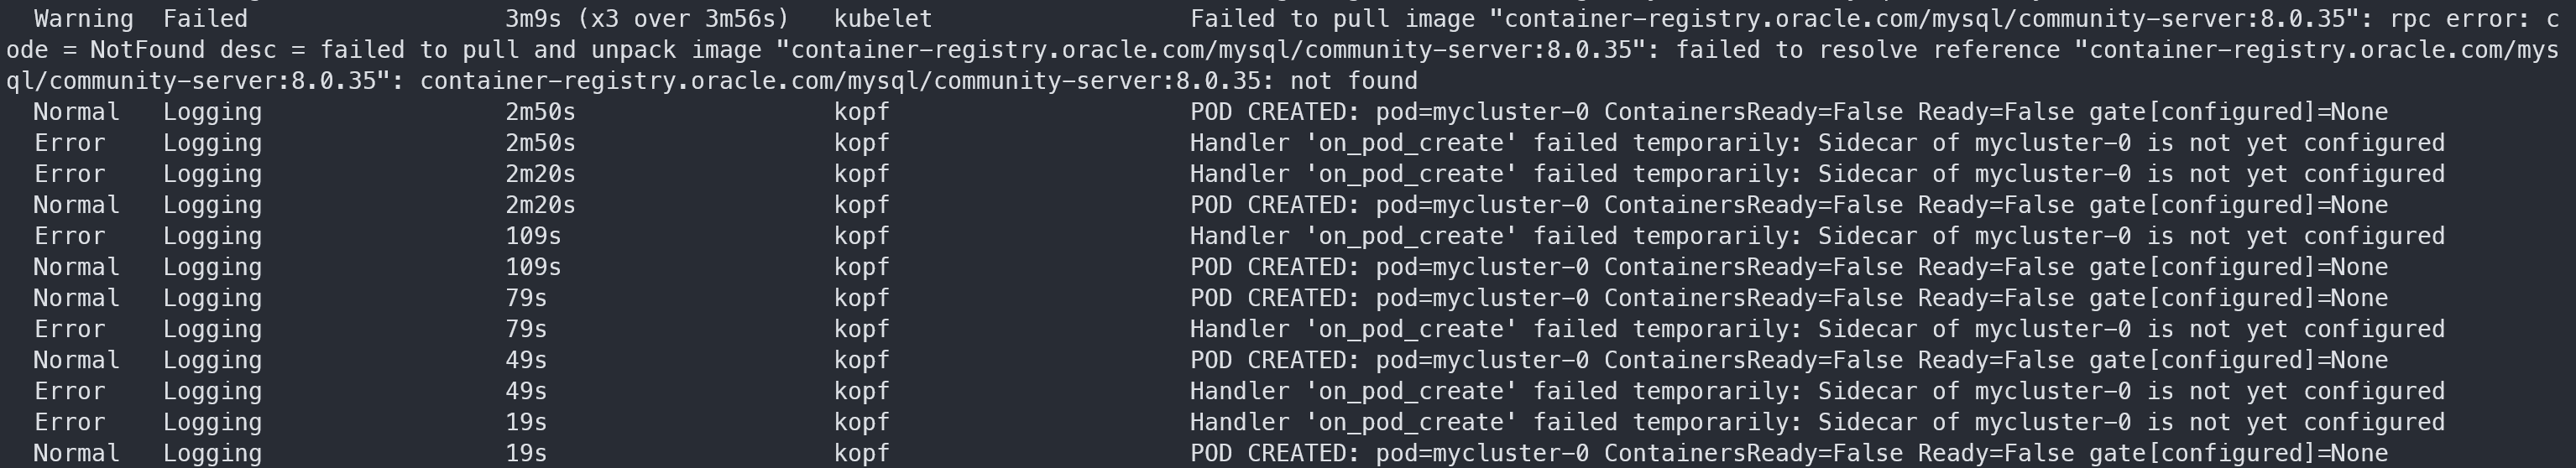 Warning  Failed                  3m9s (x3 over 3m56s)   kubelet                  Failed to pull image "container-registry.oracle.com/mysql/community-server:8.0.35": rpc error: c
ode = NotFound desc = failed to pull and unpack image "container-registry.oracle.com/mysql/community-server:8.0.35": failed to resolve reference "container-registry.oracle.com/mys
ql/community-server:8.0.35": container-registry.oracle.com/mysql/community-server:8.0.35: not found
Normal   Logging                 2m50s                  kopf                     POD CREATED: pod=mycluster-0 ContainersReady=False Ready=False gate[configured]=None
Error    Logging                 2m50s                  kopf                     Handler 'on_pod_create' failed temporarily: Sidecar of mycluster-0 is not yet configured
Error    Logging                 2m20s                  kopf                     Handler 'on_pod_create' failed temporarily: Sidecar of mycluster-0 is not yet configured
Normal   Logging                 2m20s                  kopf                     POD CREATED: pod=mycluster-0 ContainersReady=False Ready=False gate[configured]=None
Error    Logging                 109s                   kopf                     Handler 'on_pod_create' failed temporarily: Sidecar of mycluster-0 is not yet configured
Normal   Logging                 109s                   kopf                     POD CREATED: pod=mycluster-0 ContainersReady=False Ready=False gate[configured]=None
Normal   Logging                 79s                    kopf                     POD CREATED: pod=mycluster-0 ContainersReady=False Ready=False gate[configured]=None
Error    Logging                 79s                    kopf                     Handler 'on_pod_create' failed temporarily: Sidecar of mycluster-0 is not yet configured
Normal   Logging                 49s                    kopf                     POD CREATED: pod=mycluster-0 ContainersReady=False Ready=False gate[configured]=None
Error    Logging                 49s                    kopf                     Handler 'on_pod_create' failed temporarily: Sidecar of mycluster-0 is not yet configured
Error    Logging                 19s                    kopf                     Handler 'on_pod_create' failed temporarily: Sidecar of mycluster-0 is not yet configured
Normal   Logging                 19s                    kopf                     POD CREATED: pod=mycluster-0 ContainersReady=False Ready=False gate[configured]=None